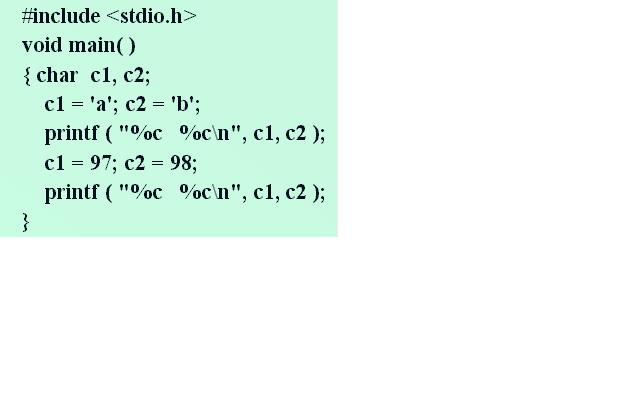 #include <stdio.h>
void main( )
{ char  c1, c2;
c1 = 'a'; c2 = 'b';
printf ( "%c   %c\n", c1, c2 );
c1 = 97; c2 = 98;
printf ( "%c   %c\n", c1, c2 );
}